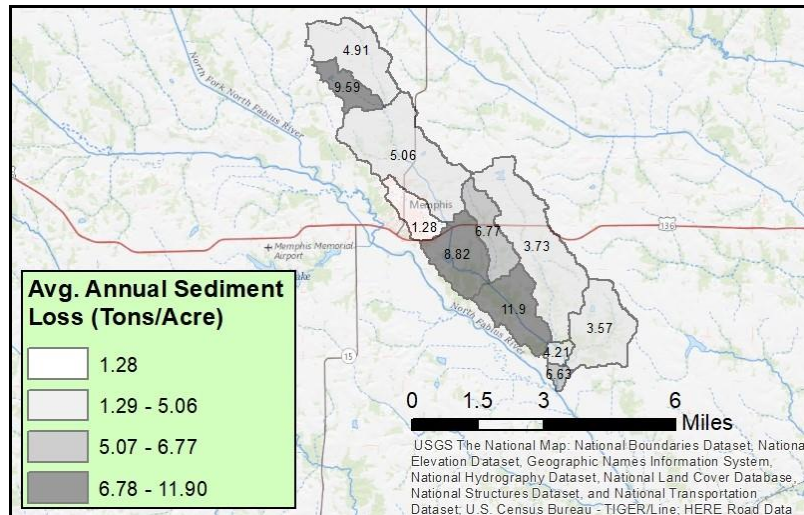 4.91
North Fork North Fabius River
9.59
5.06
Memphis
136
1.28
6.77
3.73
Memphis Memorial
Airport
8.82
11.9
North Fabius River
3.57
15
4.21
6.63
Avg. Annual Sediment
Loss (Tons/Acre)
1.28
1.29 - 5.06
5.07 - 6.77
6.78 - 11.90
0 1.5 3 6
Miles
USGS The National Map: National Boundaries Dataset, National
Elevation Dataset, Geographic Names Information System,
National Hydrography Dataset, National Land Cover Database,
National Structures Dataset, and National Transportation
Dataset; U.S. Census Bureau - TIGER/Line; HERE Road Data